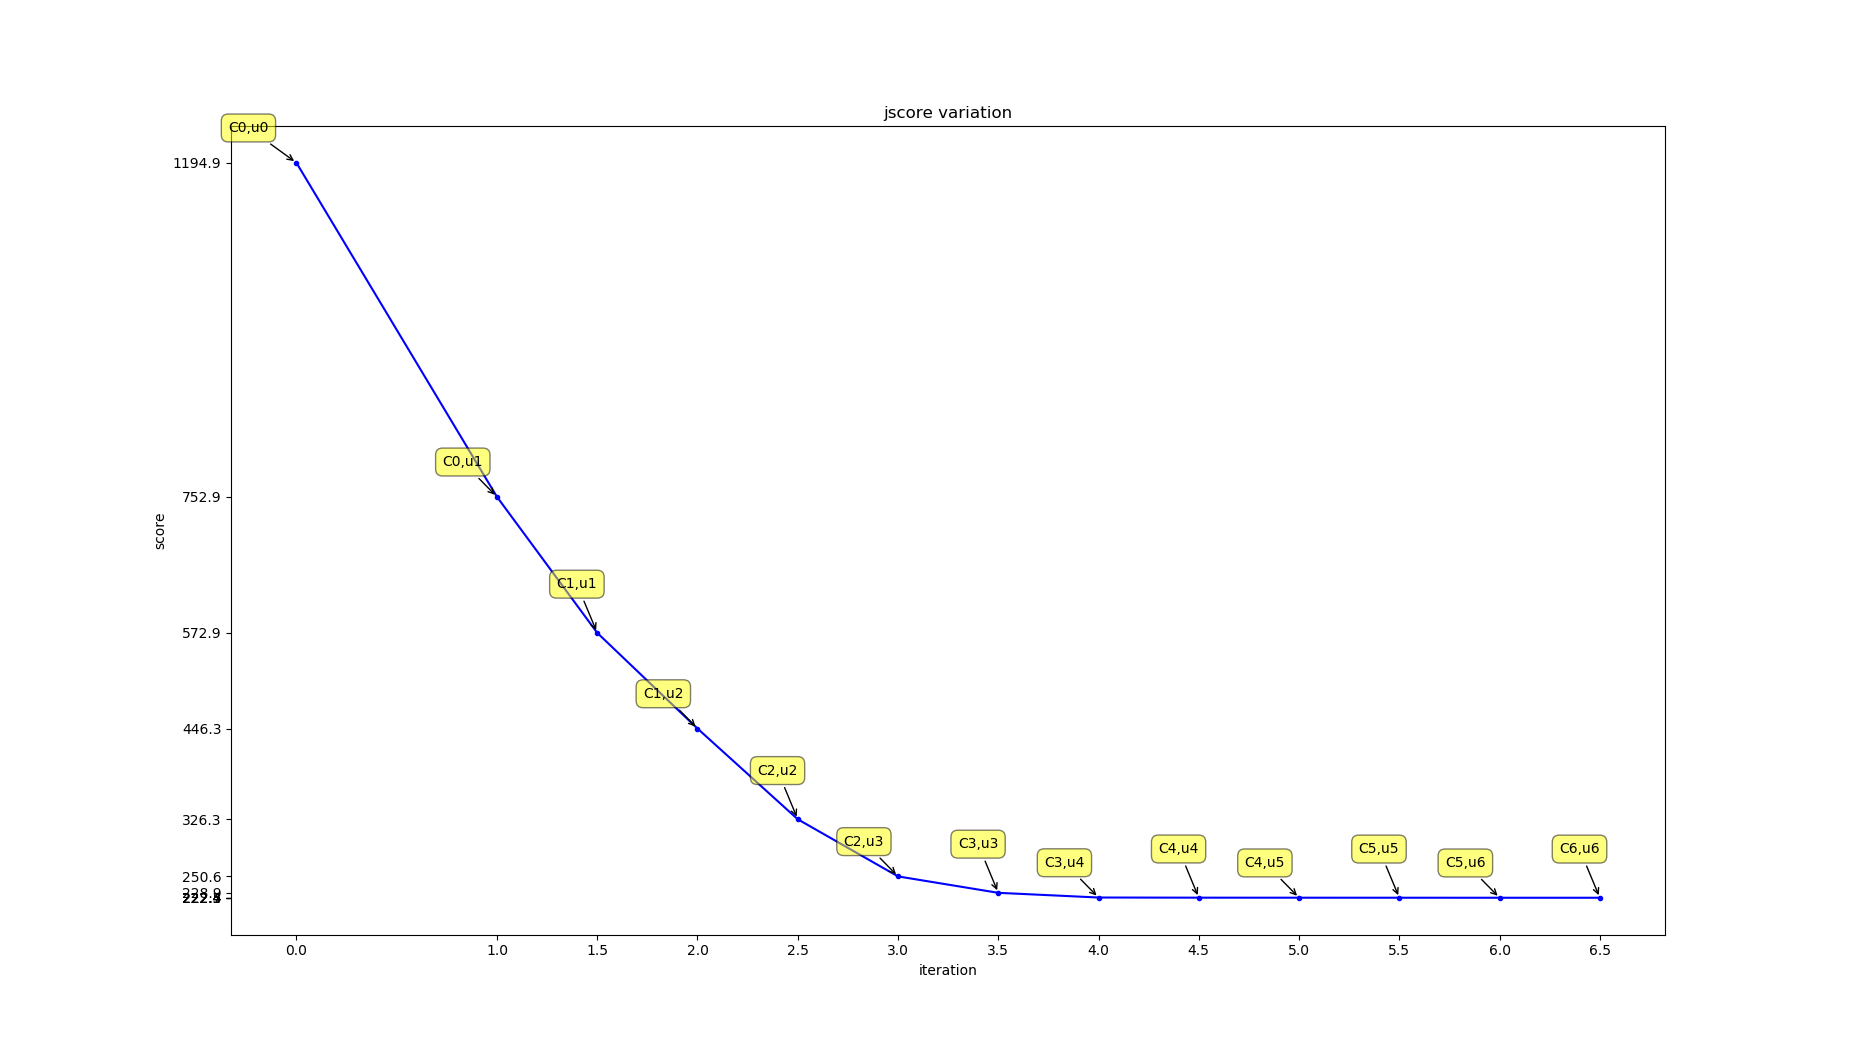 jscore variation
C0,u0
1194.9
C0,u1
752.9
score
C1,u1
572.9
C1,u2
446.3
C2,u2
326.3
C2,u3
C3,u3
C3,u4
C4,u4
C4,u5
C5,u5
C5,u6
C6,u6
250.6
0.0 1.0 1.5 2.0 2.5 3.0 3.5 4.0 4.5 5.0 5.5 6.0 6.5
iteration